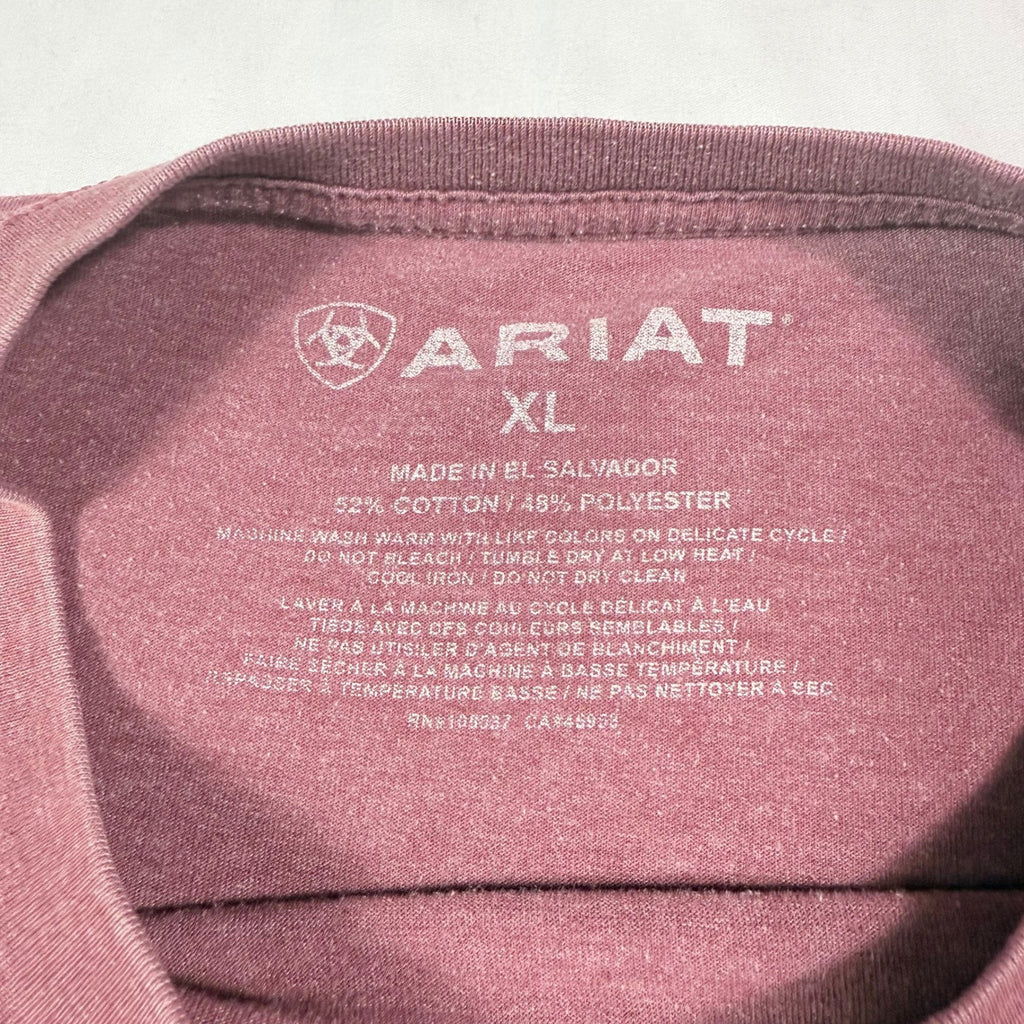 ARIAT®
XL
MADE IN EL SALVADOR
52% COTTON / 48% POLYESTER
MACHINE WASH WARM WITH LIKE COLORS ON DELICATE CYCLE /
DO NOT BLEACH / TUMBLE DRY AT LOW HEAT /
COOL IRON / DO NOT DRY CLEAN
LAVER À LA MACHINE AU CYCLE DÉLICAT À L'EAU
TIÈDE AVEC DES COULEURS SEMBLABLES /
NE PAS UTISILER D'AGENT DE BLANCHIMENT /
FAIRE SÉCHER À LA MACHINE À BASSE TEMPÉRATURE /
REPASSER À TEMPÉRATURE BASSE / NE PAS NETTOYER À SEC